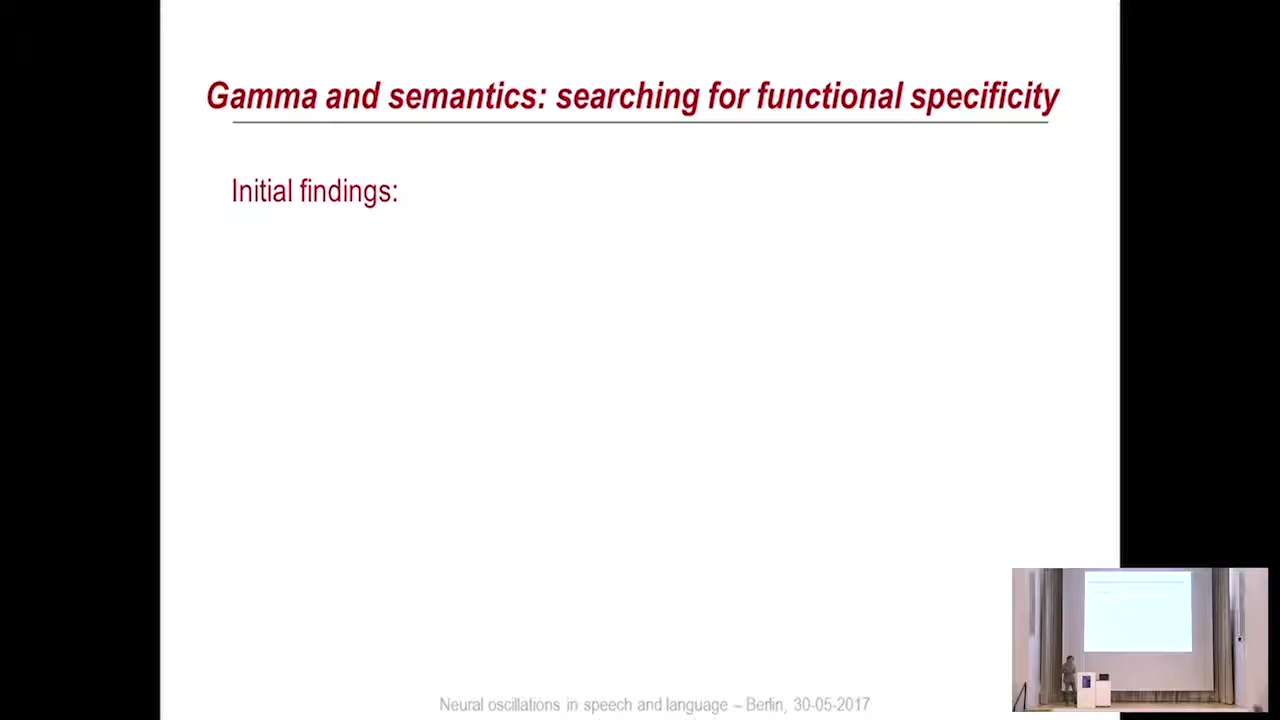 Gamma and semantics: searching for functional specificity
Initial findings:
Neural oscillations in speech and language – Berlin, 30-05-2017